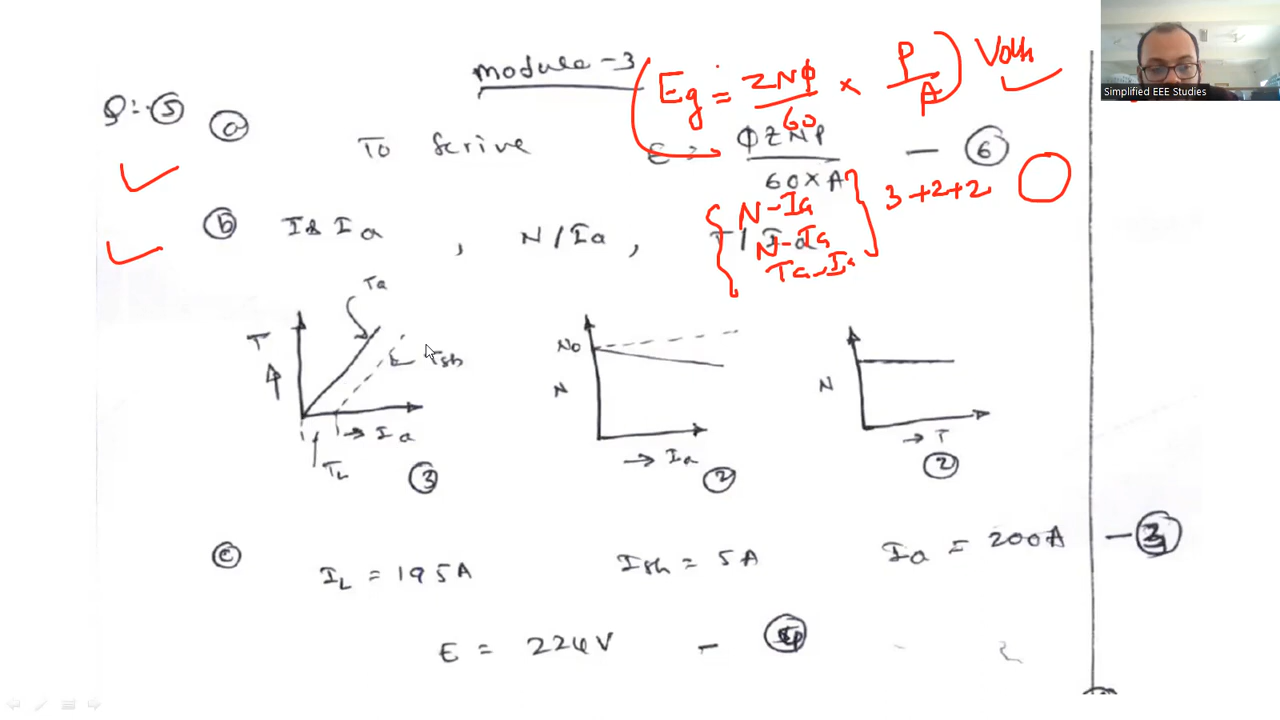 module-3
Eg = ZNΦ/60 × P/A Volts
Q:-5 a
To derive E = ΦZNP/60×A — 6
3+2+2
N-Ia
N-Ia
Ta-Ia
b T & Ia, N/Ia, T/Ia
Ta
T
Tsh
No
N
N
→ Ia
TL
3
→ Ia
2
→ T
2
c IL = 195A Ish = 5A Ia = 200A —
E = 224V —
Simplified EEE Studies